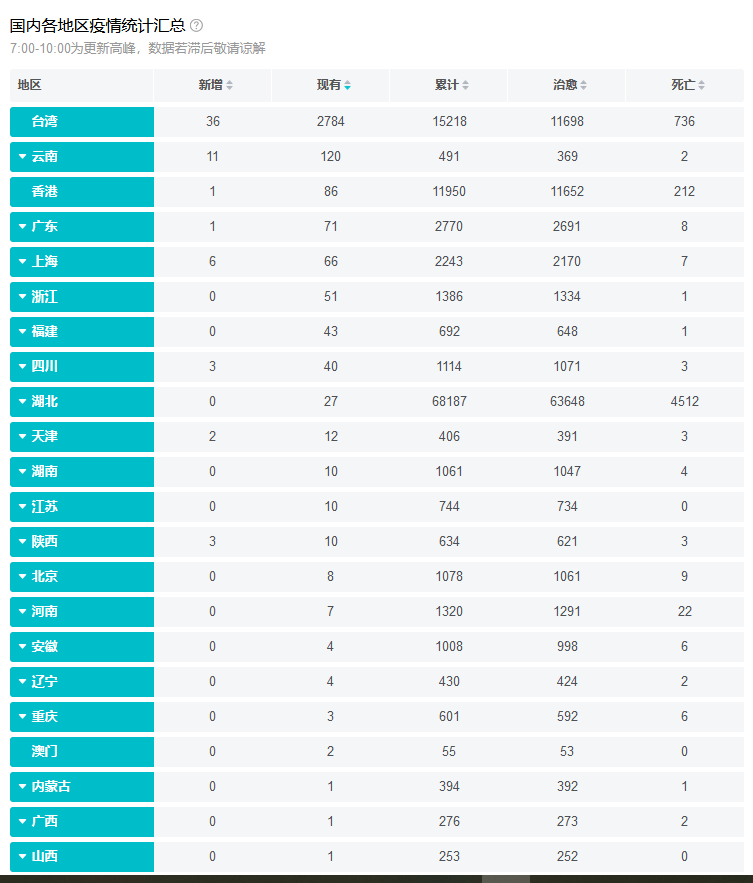 国内各地区疫情统计汇总 ?
7:00-10:00为更新高峰，数据若滞后敬请谅解
地区 新增 现有 累计 治愈 死亡
台湾 36 2784 15218 11698 736
云南 11 120 491 369 2
香港 1 86 11950 11652 212
广东 1 71 2770 2691 8
上海 6 66 2243 2170 7
浙江 0 51 1386 1334 1
福建 0 43 692 648 1
四川 3 40 1114 1071 3
湖北 0 27 68187 63648 4512
天津 2 12 406 391 3
湖南 0 10 1061 1047 4
江苏 0 10 744 734 0
陕西 3 10 634 621 3
北京 0 8 1078 1061 9
河南 0 7 1320 1291 22
安徽 0 4 1008 998 6
辽宁 0 4 430 424 2
重庆 0 3 601 592 6
澳门 0 2 55 53 0
内蒙古 0 1 394 392 1
广西 0 1 276 273 2
山西 0 1 253 252 0